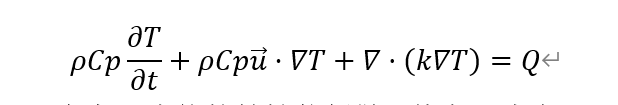 ρCp ∂T/∂t + ρCp u⃗ · ∇T + ∇ · (k∇T) = Q↵